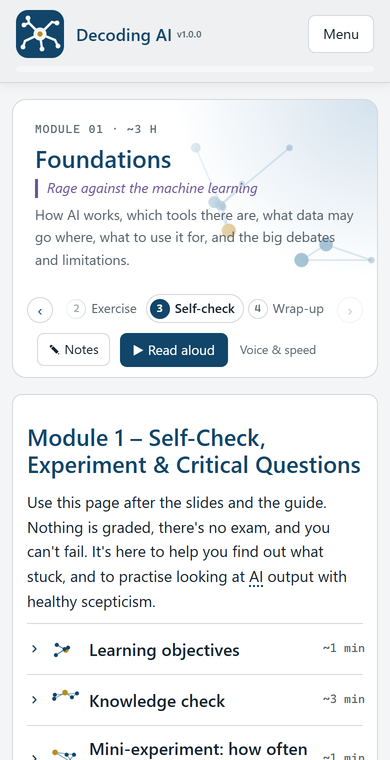 Decoding AI v1.0.0
Menu
MODULE 01 · ~3 H
Foundations
Rage against the machine learning
How AI works, which tools there are, what data may
go where, what to use it for, and the big debates
and limitations.
‹ 2 Exercise 3 Self-check 4 Wrap-up ›
✎ Notes ▶ Read aloud Voice & speed
Module 1 – Self-Check,
Experiment & Critical Questions
Use this page after the slides and the guide.
Nothing is graded, there's no exam, and you
can't fail. It's here to help you find out what
stuck, and to practise looking at AI output with
healthy scepticism.
› Learning objectives ~1 min
› Knowledge check ~3 min
› Mini-experiment: how often ~1 min